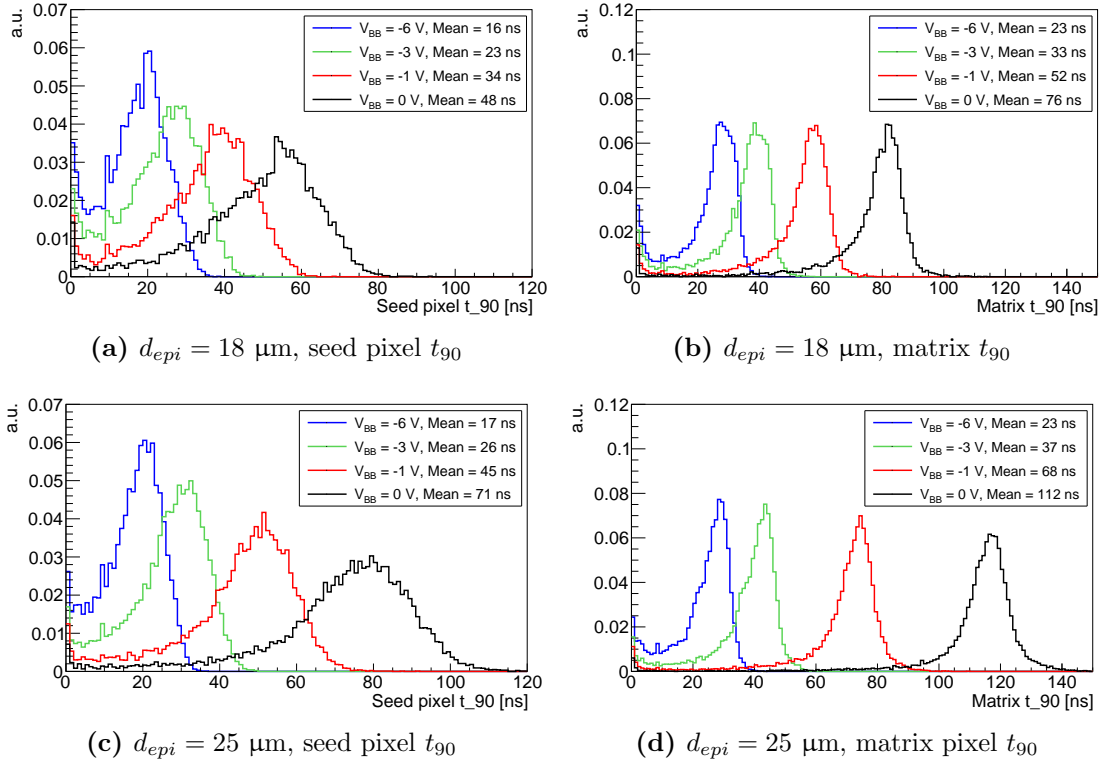 a.u.
0.07
0.06
0.05
0.04
0.03
0.02
0.01
0
V_BB = -6 V, Mean = 16 ns
V_BB = -3 V, Mean = 23 ns
V_BB = -1 V, Mean = 34 ns
V_BB = 0 V, Mean = 48 ns
0 20 40 60 80 100 120
Seed pixel t_90 [ns]
(a) d_epi = 18 µm, seed pixel t_90
a.u.
0.12
0.1
0.08
0.06
0.04
0.02
0
V_BB = -6 V, Mean = 23 ns
V_BB = -3 V, Mean = 33 ns
V_BB = -1 V, Mean = 52 ns
V_BB = 0 V, Mean = 76 ns
0 20 40 60 80 100 120 140
Matrix t_90 [ns]
(b) d_epi = 18 µm, matrix t_90
a.u.
0.07
0.06
0.05
0.04
0.03
0.02
0.01
0
V_BB = -6 V, Mean = 17 ns
V_BB = -3 V, Mean = 26 ns
V_BB = -1 V, Mean = 45 ns
V_BB = 0 V, Mean = 71 ns
0 20 40 60 80 100 120
Seed pixel t_90 [ns]
(c) d_epi = 25 µm, seed pixel t_90
a.u.
0.12
0.1
0.08
0.06
0.04
0.02
0
V_BB = -6 V, Mean = 23 ns
V_BB = -3 V, Mean = 37 ns
V_BB = -1 V, Mean = 68 ns
V_BB = 0 V, Mean = 112 ns
0 20 40 60 80 100 120 140
Matrix t_90 [ns]
(d) d_epi = 25 µm, matrix pixel t_90